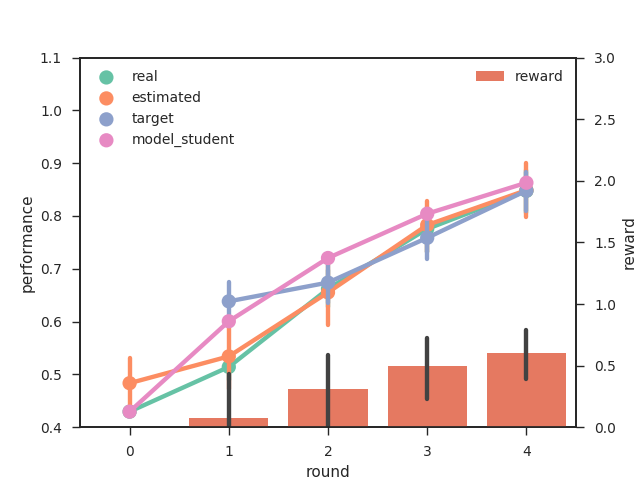 real
estimated
target
model_student
reward
1.1
1.0
0.9
0.8
0.7
0.6
0.5
0.4
performance
3.0
2.5
2.0
1.5
1.0
0.5
0.0
reward
0 1 2 3 4
round